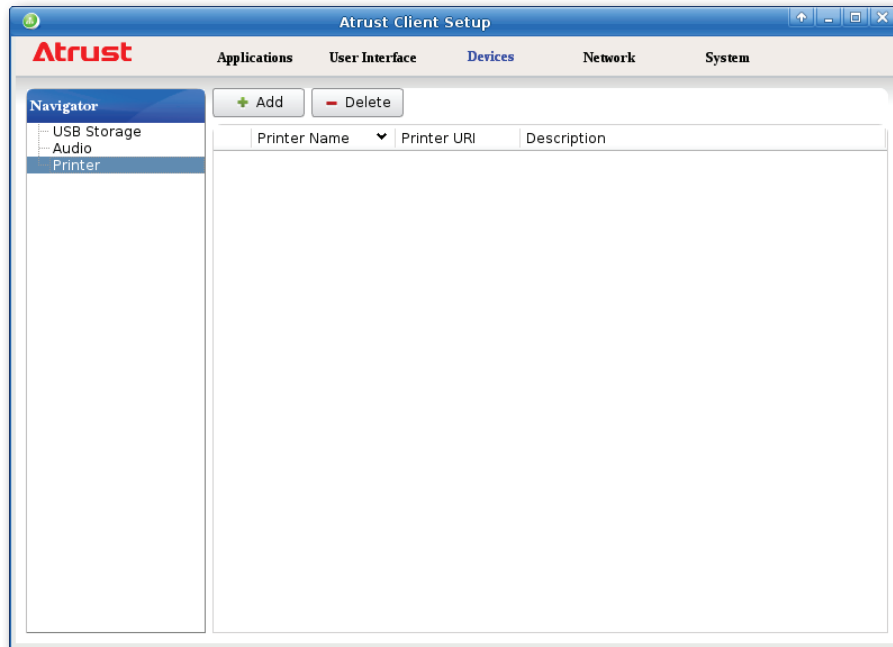 Atrust Client Setup
Atrust
Applications User Interface Devices Network System
Navigator
USB Storage
Audio
Printer
Add Delete
Printer Name Printer URI Description